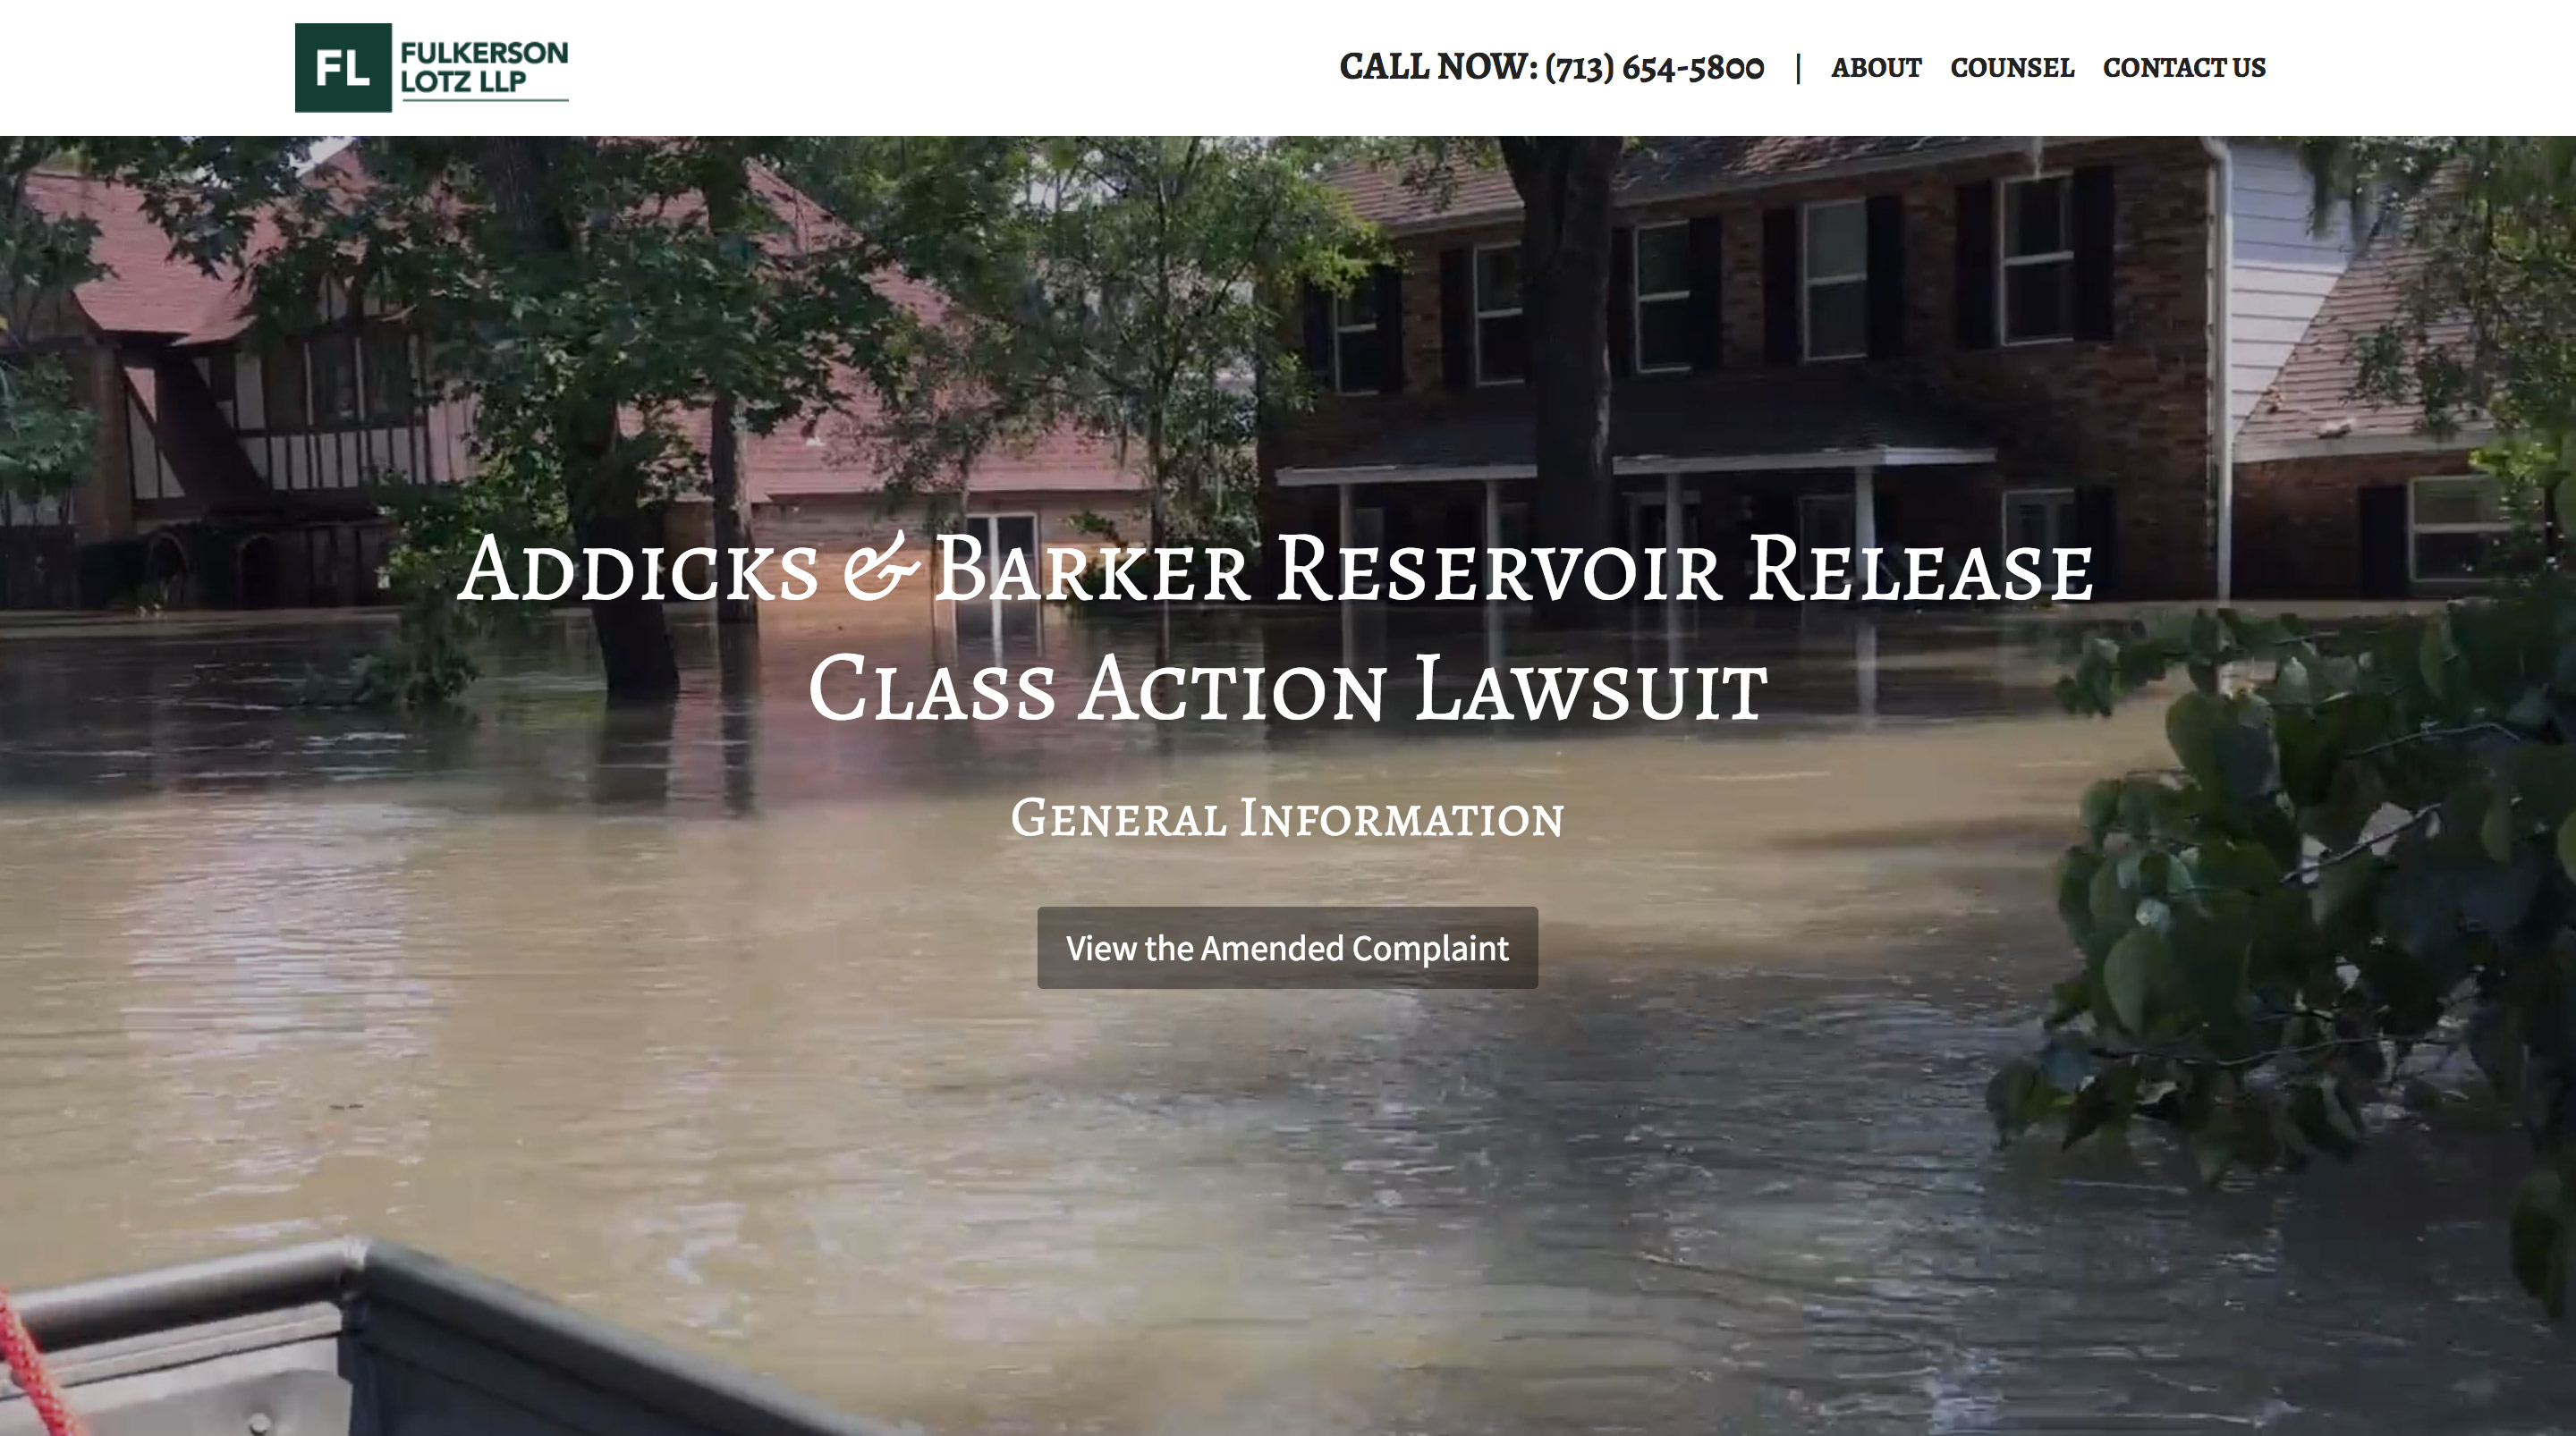 FL FULKERSON
LOTZ LLP
CALL NOW: (713) 654-5800 | ABOUT COUNSEL CONTACT US
Addicks & Barker Reservoir Release
Class Action Lawsuit
General Information
View the Amended Complaint